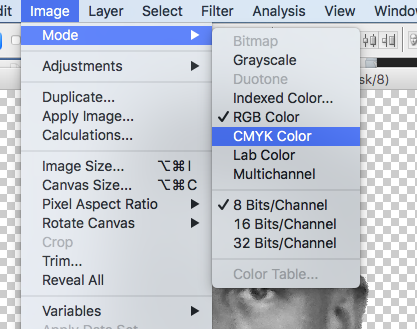 Image Layer Select Filter Analysis View Window
Mode
Adjustments
Duplicate...
Apply Image...
Calculations...
Image Size... ⌥⌘I
Canvas Size... ⌥⌘C
Pixel Aspect Ratio
Rotate Canvas
Crop
Trim...
Reveal All
Variables
Apply Data Set
Bitmap
Grayscale
Duotone
Indexed Color...
✓ RGB Color
CMYK Color
Lab Color
Multichannel
✓ 8 Bits/Channel
16 Bits/Channel
32 Bits/Channel
Color Table...
sk/8)